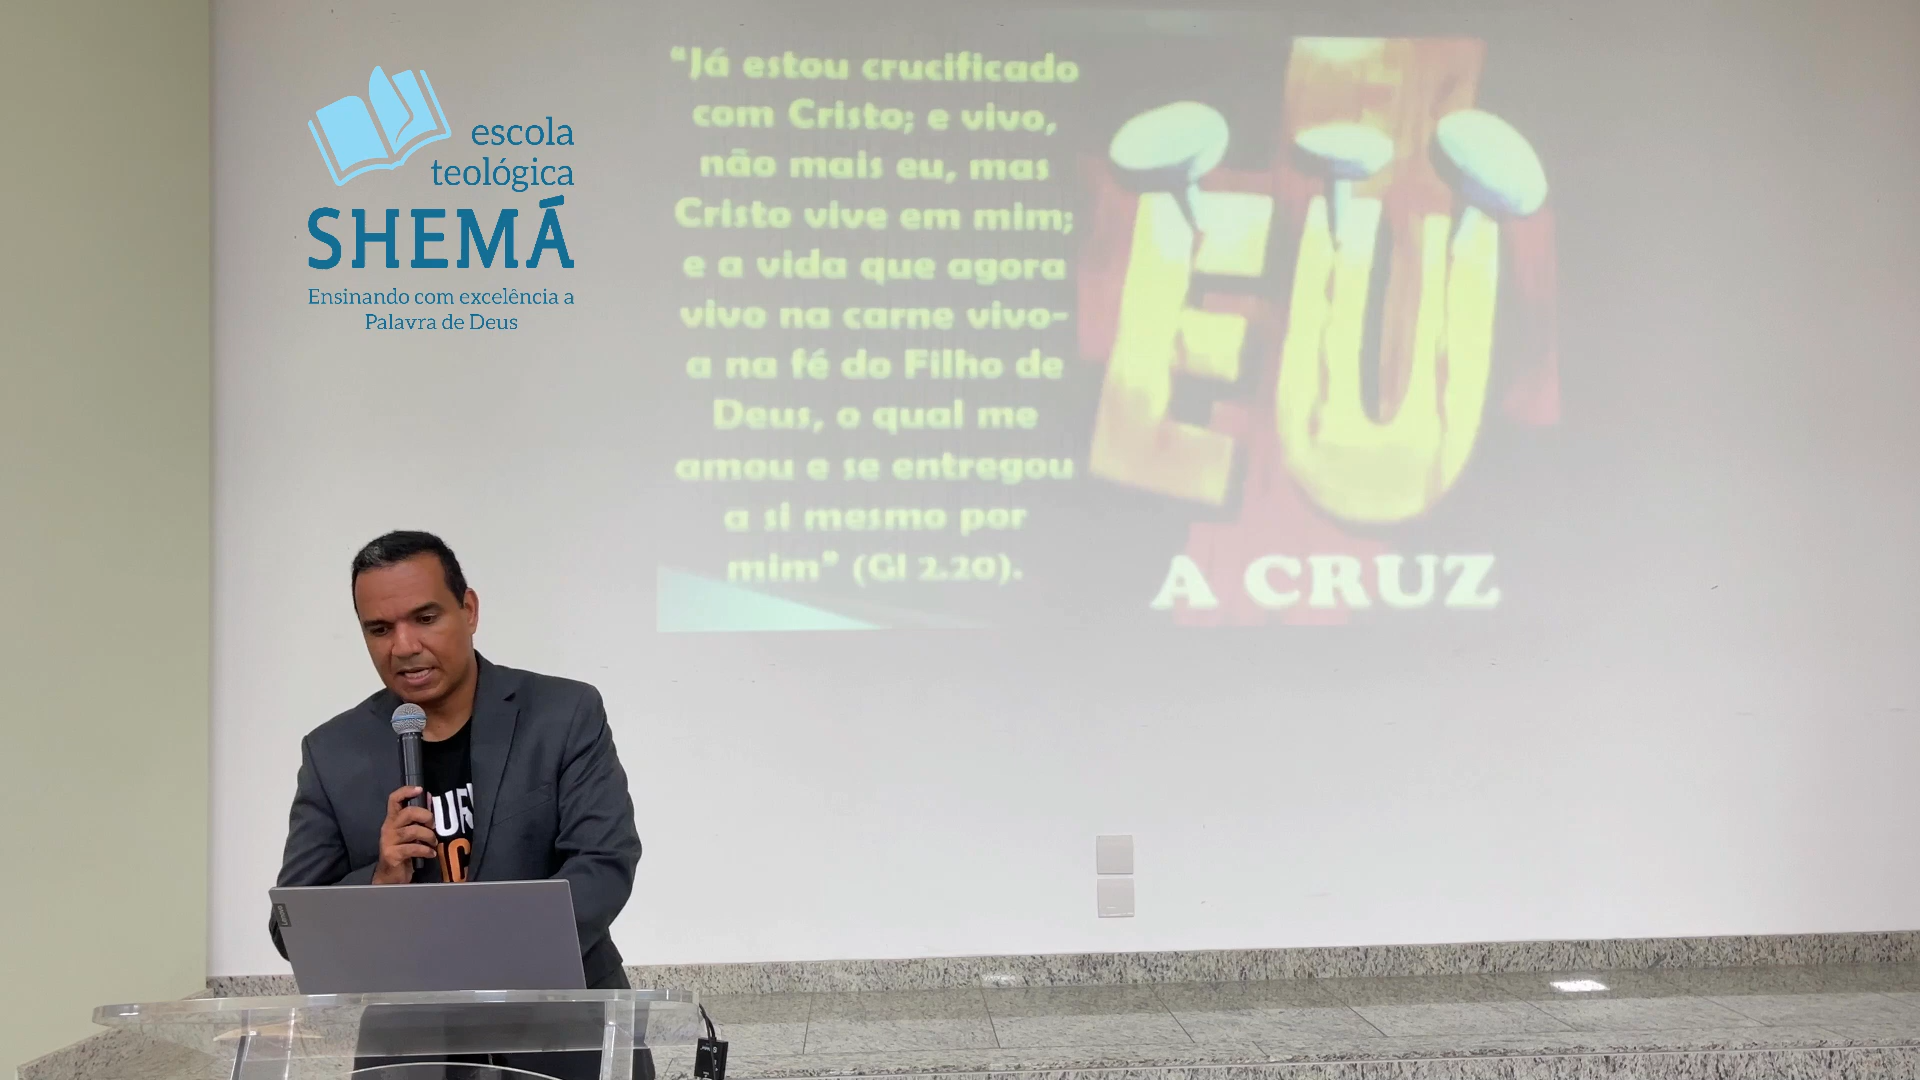 escola
teológica
SHEMÁ
Ensinando com excelência a
Palavra de Deus
“Já estou crucificado
com Cristo; e vivo,
não mais eu, mas
Cristo vive em mim;
e a vida que agora
vivo na carne vivo-
a na fé do Filho de
Deus, o qual me
amou e se entregou
a si mesmo por
mim” (Gl 2.20).
EU
A CRUZ
Lenovo